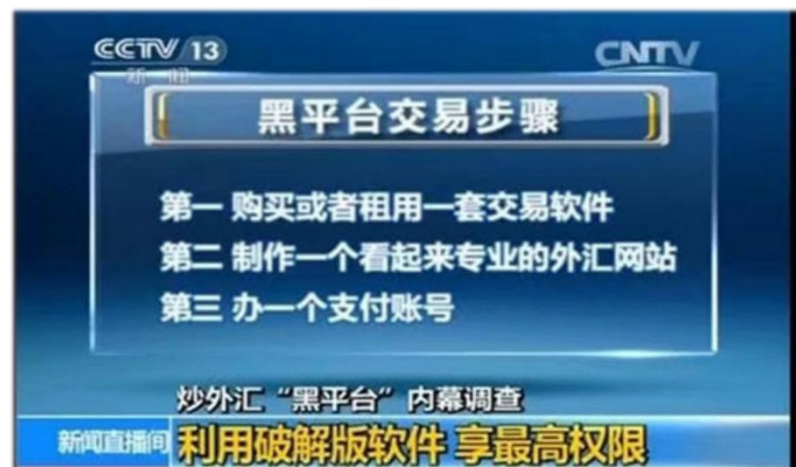 CCTV 13
新闻
CNTV
黑平台交易步骤
第一 购买或者租用一套交易软件
第二 制作一个看起来专业的外汇网站
第三 办一个支付账号
炒外汇“黑平台”内幕调查
新闻直播间
利用破解版软件 享最高权限